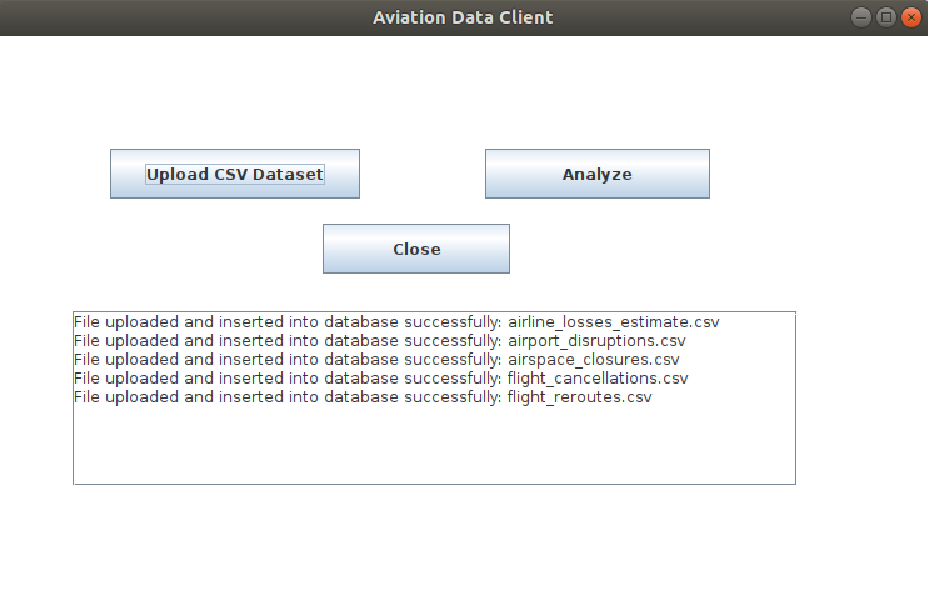 Aviation Data Client
Upload CSV Dataset
Analyze
Close
File uploaded and inserted into database successfully: airline_losses_estimate.csv
File uploaded and inserted into database successfully: airport_disruptions.csv
File uploaded and inserted into database successfully: airspace_closures.csv
File uploaded and inserted into database successfully: flight_cancellations.csv
File uploaded and inserted into database successfully: flight_reroutes.csv